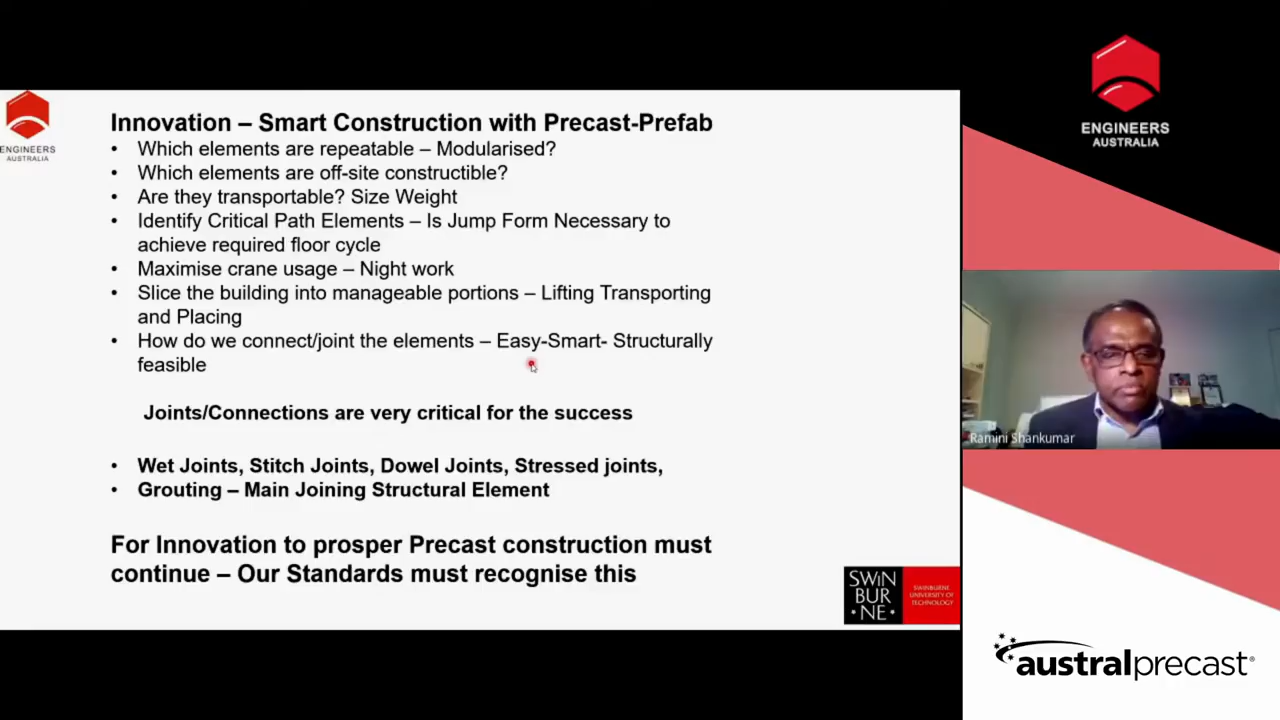 ENGINEERS
AUSTRALIA
Innovation – Smart Construction with Precast-Prefab
• Which elements are repeatable – Modularised?
• Which elements are off-site constructible?
• Are they transportable? Size Weight
• Identify Critical Path Elements – Is Jump Form Necessary to
achieve required floor cycle
• Maximise crane usage – Night work
• Slice the building into manageable portions – Lifting Transporting
and Placing
• How do we connect/joint the elements – Easy-Smart- Structurally
feasible
Joints/Connections are very critical for the success
• Wet Joints, Stitch Joints, Dowel Joints, Stressed joints,
• Grouting – Main Joining Structural Element
For Innovation to prosper Precast construction must
continue – Our Standards must recognise this
SWIN
BUR
• NE •
SWINBURNE
UNIVERSITY OF
TECHNOLOGY
ENGINEERS
AUSTRALIA
Ramini Shankumar
australprecast®